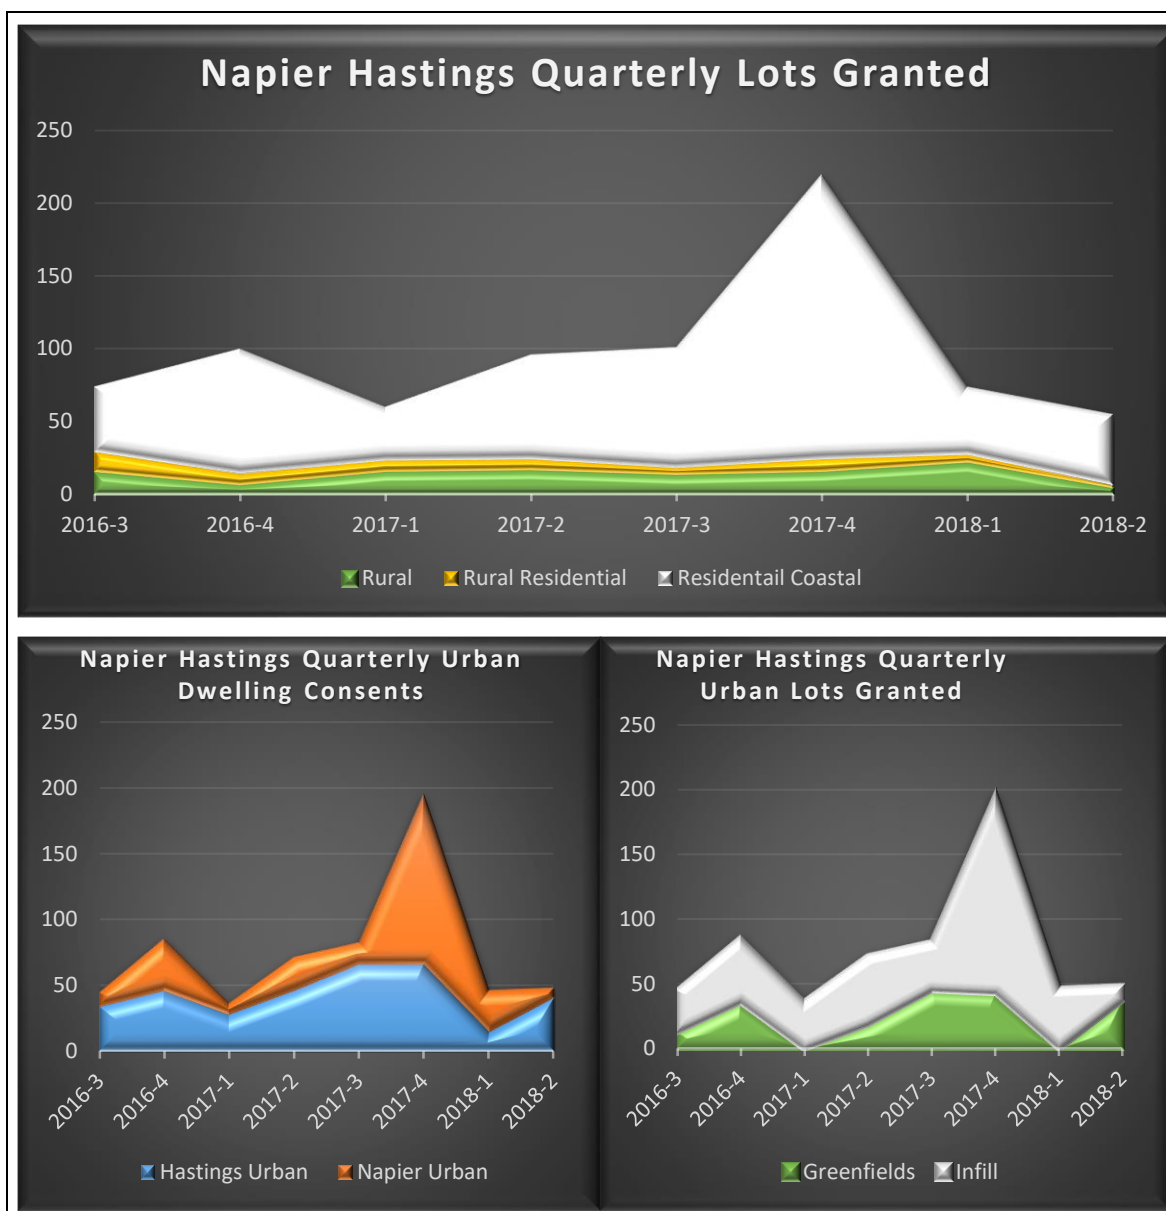 Napier Hastings Quarterly Lots Granted
250
200
150
100
50
0
2016-3 2016-4 2017-1 2017-2 2017-3 2017-4 2018-1 2018-2
Rural Rural Residential Residentail Coastal
Napier Hastings Quarterly Urban
Dwelling Consents
250
200
150
100
50
0
2016-3 2016-4 2017-1 2017-2 2017-3 2017-4 2018-1 2018-2
Hastings Urban Napier Urban
Napier Hastings Quarterly
Urban Lots Granted
250
200
150
100
50
0
2016-3 2016-4 2017-1 2017-2 2017-3 2017-4 2018-1 2018-2
Greenfields Infill